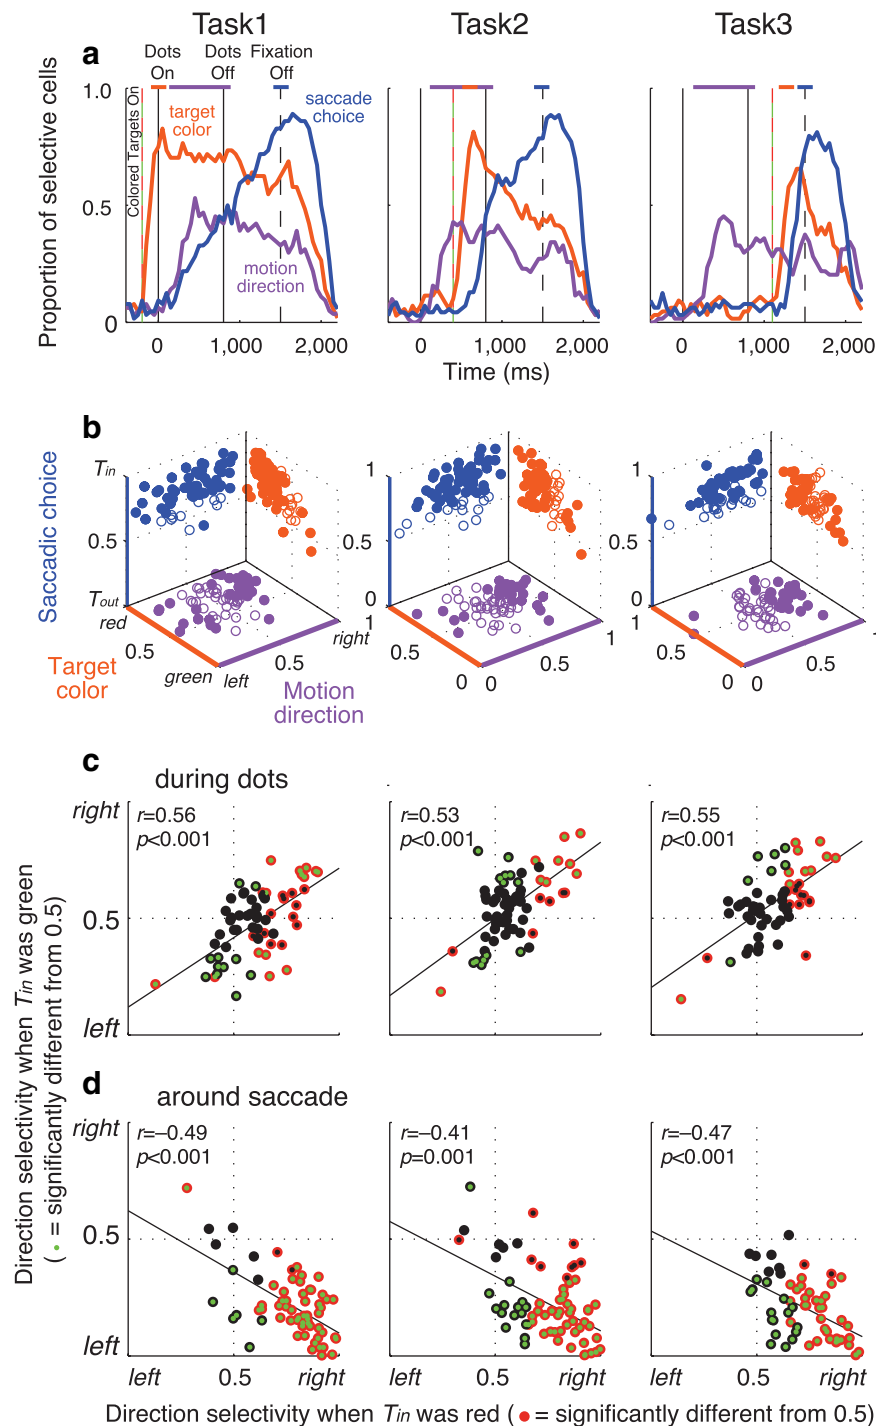 Task1 Task2 Task3
a
Dots On Dots Off Fixation Off
Colored Targets On
target color
saccade choice
motion direction
Proportion of selective cells
1.0
0.5
0
0 1,000 2,000 0 1,000 2,000 0 1,000 2,000
Time (ms)
b
Saccadic choice
Tin
0.5
Tout
red
0.5
green
left
0.5
right
Target color
Motion direction
1
0.5
0
1
0.5
0
0
0.5
1
1
0.5
0
1
0.5
0
0
0.5
c
during dots
right
0.5
left
r=0.56
p<0.001
r=0.53
p<0.001
r=0.55
p<0.001
Direction selectivity when Tin was green
( = significantly different from 0.5)
d
around saccade
right
0.5
left
r=–0.49
p<0.001
r=–0.41
p=0.001
r=–0.47
p<0.001
left 0.5 right left 0.5 right left 0.5 right
Direction selectivity when Tin was red ( = significantly different from 0.5)